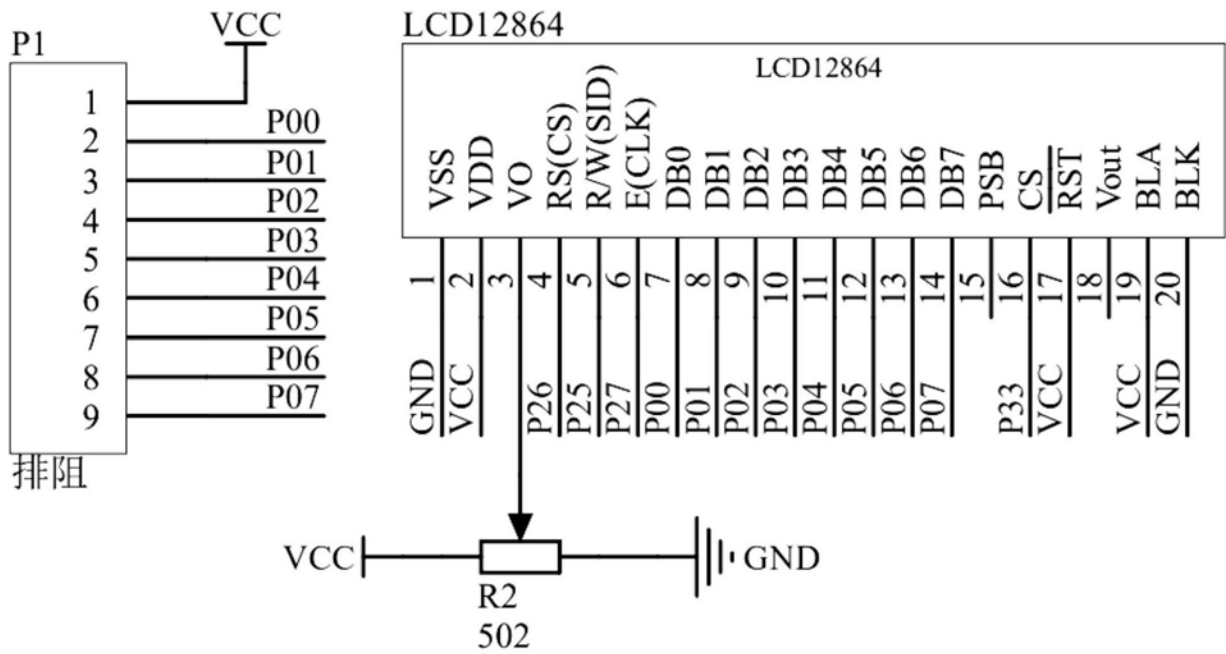 P1
VCC
1
2
3
4
5
6
7
8
9
P00
P01
P02
P03
P04
P05
P06
P07
排阻
LCD12864
LCD12864
VSS
VDD
VO
RS(CS)
R/W(SID)
E(CLK)
DB0
DB1
DB2
DB3
DB4
DB5
DB6
DB7
PSB
CS
RST
Vout
BLA
BLK
1
2
3
4
5
6
7
8
9
10
11
12
13
14
15
16
17
18
19
20
GND
VCC
P26
P25
P27
P00
P01
P02
P03
P04
P05
P06
P07
P33
VCC
VCC
GND
VCC
GND
R2
502